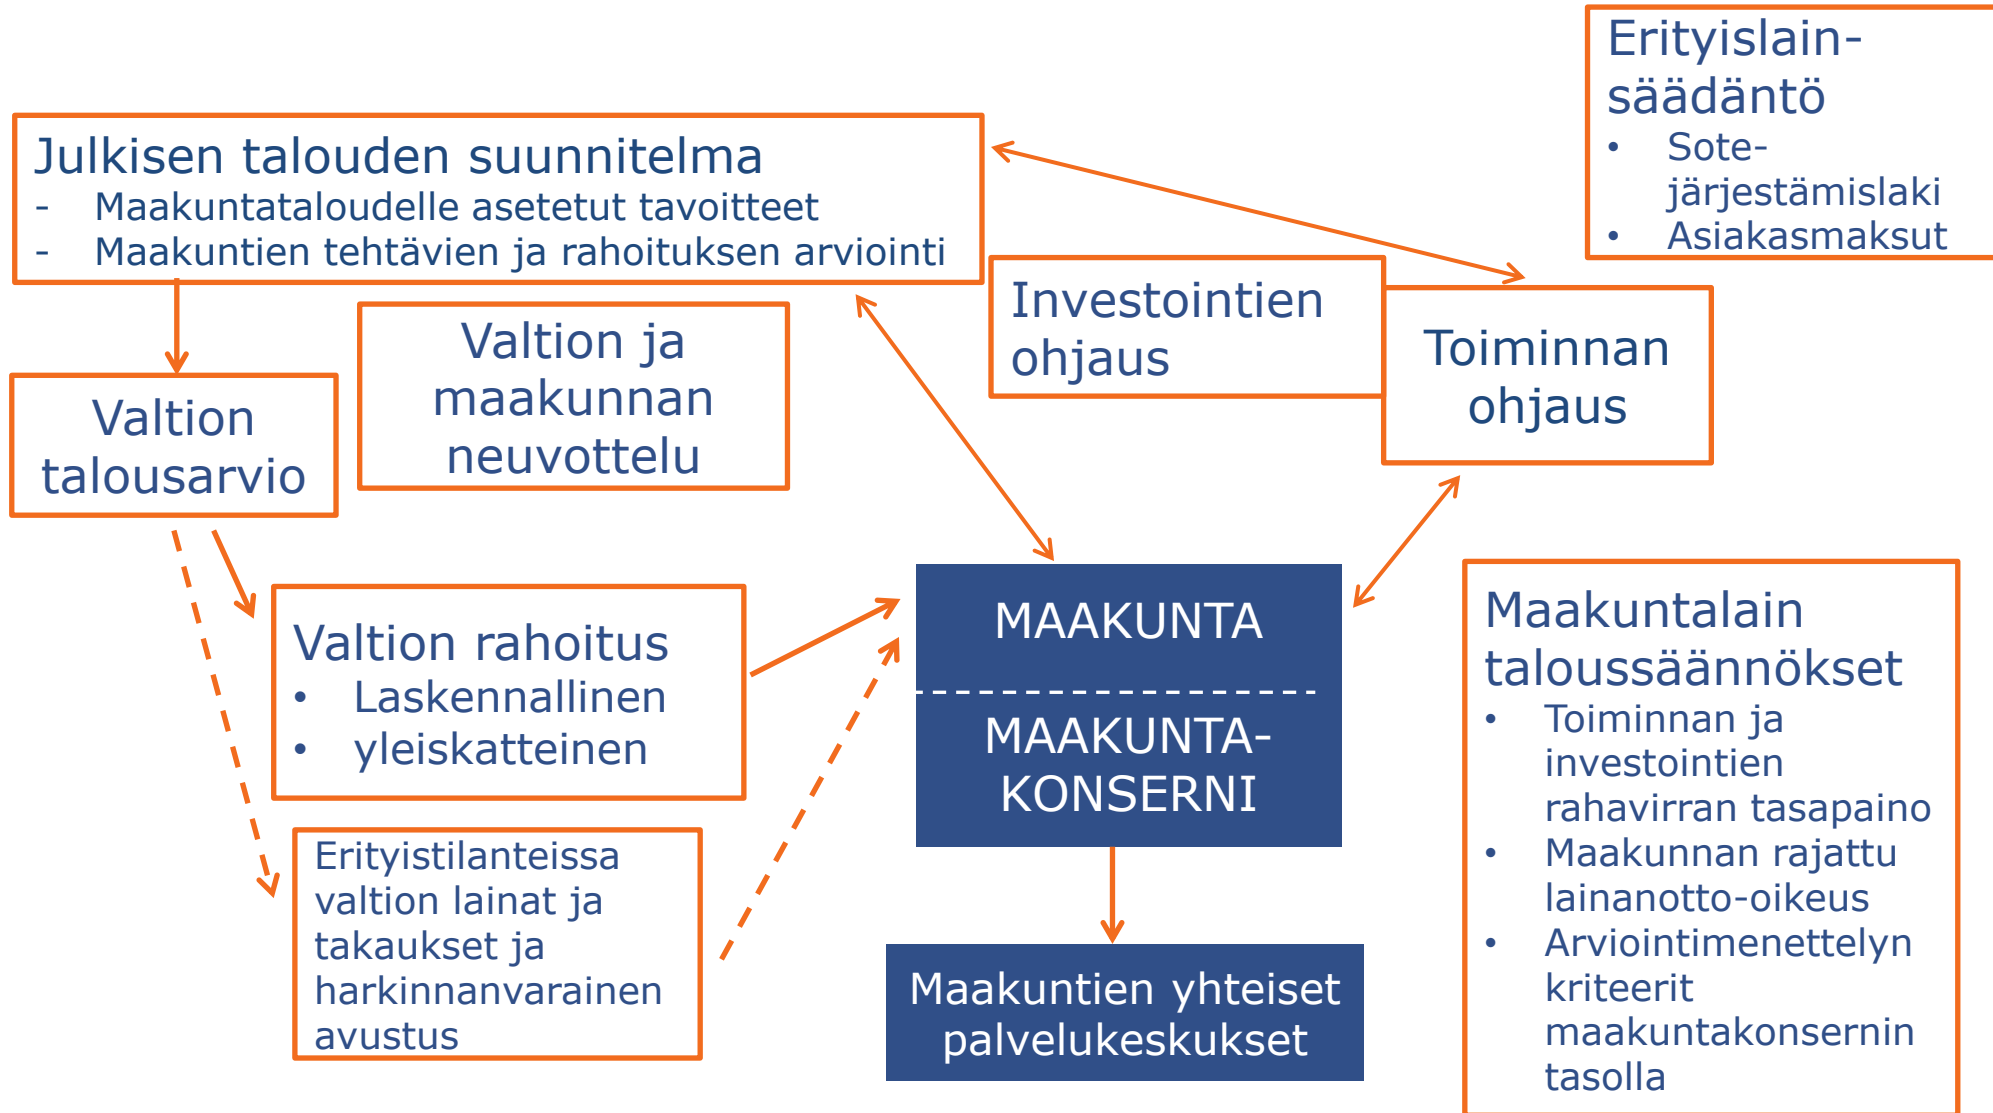 Erityislain-
säädäntö
• Sote-
järjestämislaki
• Asiakasmaksut
Julkisen talouden suunnitelma
- Maakuntataloudelle asetetut tavoitteet
- Maakuntien tehtävien ja rahoituksen arviointi
Investointien
ohjaus
Toiminnan
ohjaus
Valtion ja
maakunnan
neuvottelu
Valtion
talousarvio
Valtion rahoitus
• Laskennallinen
• yleiskatteinen
MAAKUNTA
MAAKUNTA-
KONSERNI
Maakuntalain
taloussäännökset
• Toiminnan ja
investointien
rahavirran tasapaino
• Maakunnan rajattu
lainanotto-oikeus
• Arviointimenettelyn
kriteerit
maakuntakonsernin
tasolla
Erityistilanteissa
valtion lainat ja
takaukset ja
harkinnanvarainen
avustus
Maakuntien yhteiset
palvelukeskukset